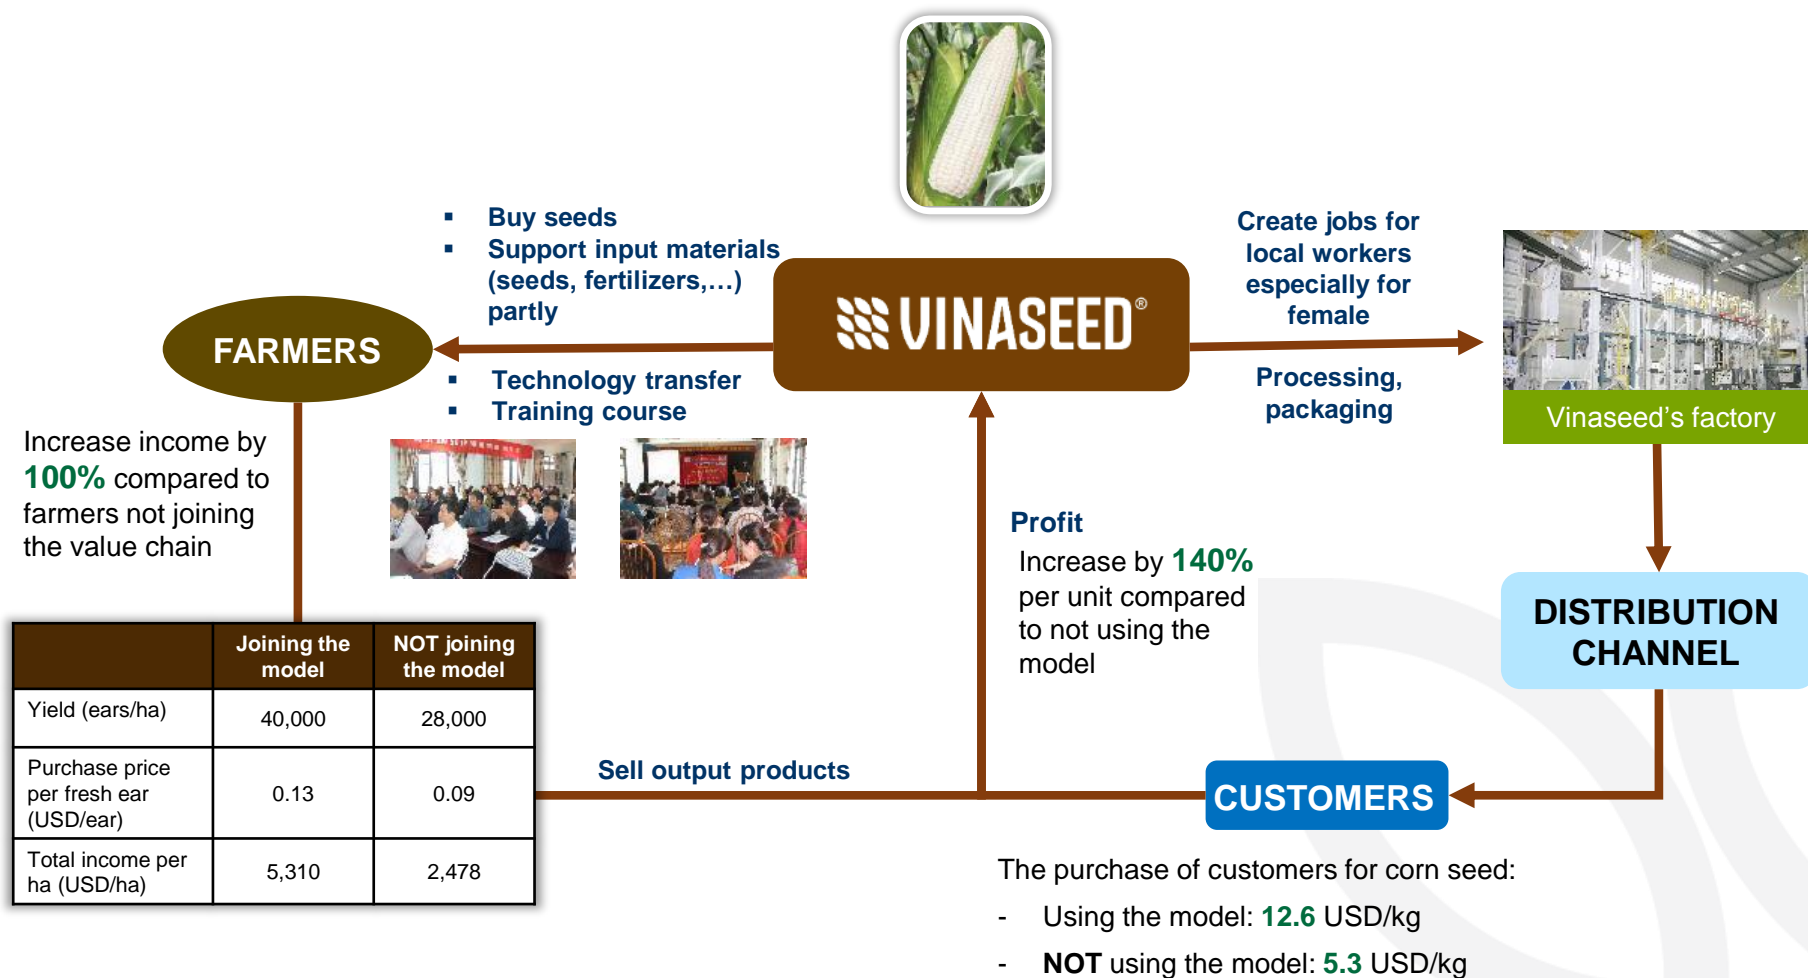 ▪ Buy seeds
▪ Support input materials
(seeds, fertilizers,…)
partly
Create jobs for
local workers
especially for
female
VINASEED®
FARMERS
▪ Technology transfer
▪ Training course
Processing,
packaging
Vinaseed's factory
Increase income by
100% compared to
farmers not joining
the value chain
Profit
Increase by 140%
per unit compared
to not using the
model
DISTRIBUTION
CHANNEL
Joining the
model
NOT joining
the model
Yield (ears/ha)
40,000
28,000
Purchase price
per fresh ear
(USD/ear)
0.13
0.09
Total income per
ha (USD/ha)
5,310
2,478
Sell output products
CUSTOMERS
The purchase of customers for corn seed:
- Using the model: 12.6 USD/kg
- NOT using the model: 5.3 USD/kg